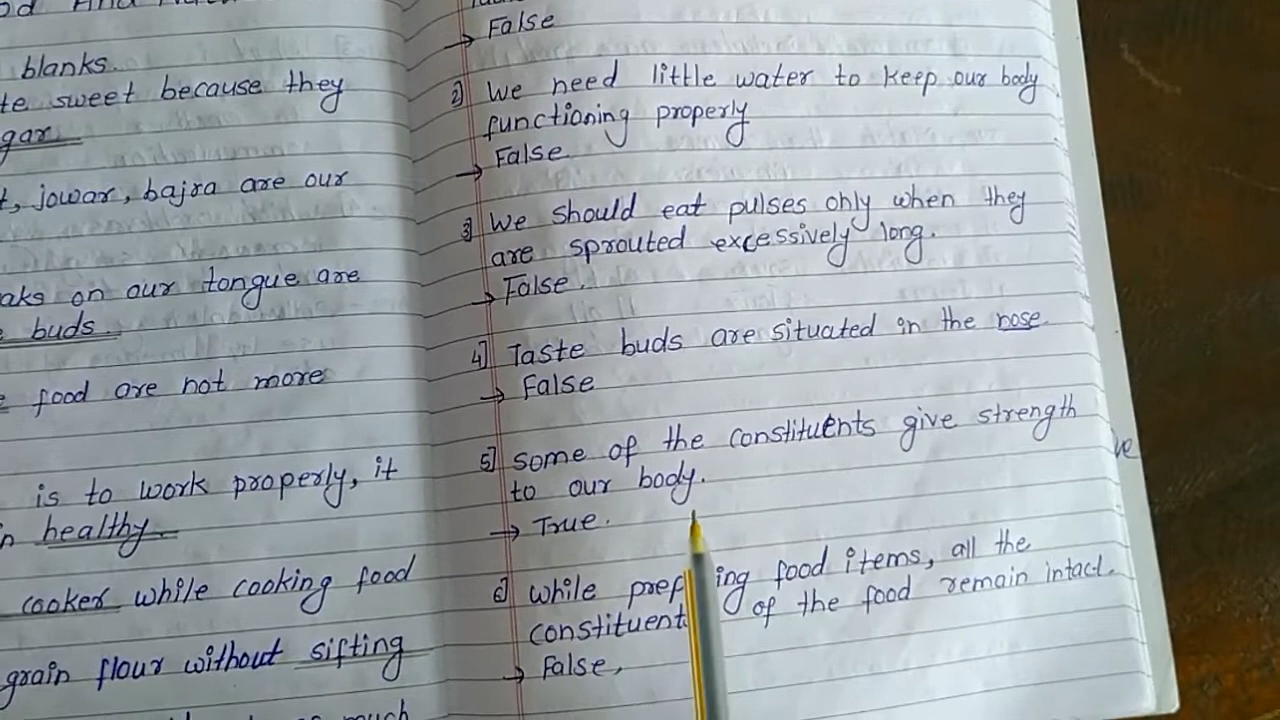 blanks.
te sweet because they
gar
t, jowar, bajra are our
aks on our tongue are
buds.
food are not more
is to work properly, it
n healthy.
cooker while cooking food
grain flour without sifting
much
→ False
2) We need little water to keep our body
functioning properly
→ False
3] We should eat pulses only when they
are sprouted excessively long.
→ False.
4] Taste buds are situated in the nose.
→ False
5] Some of the constituents give strength
to our body.
→ True.
6] while prep ing food items, all the
constituent of the food remain intact.
→ False,